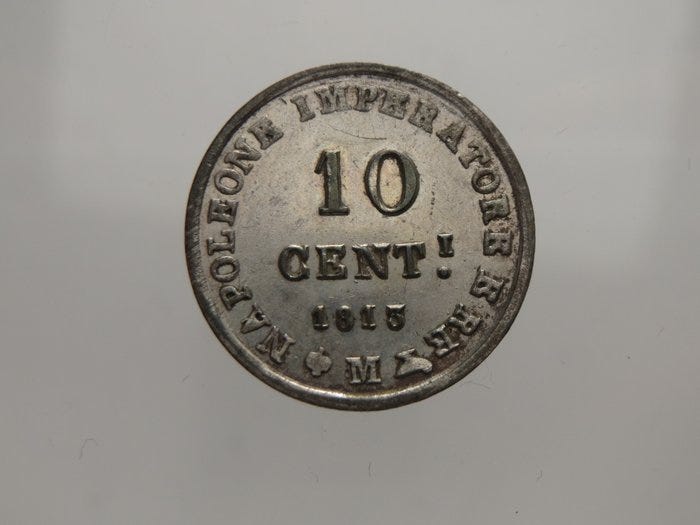 NAPOLEONE IMPERATORE E RE
10
CENT.I
1813
M